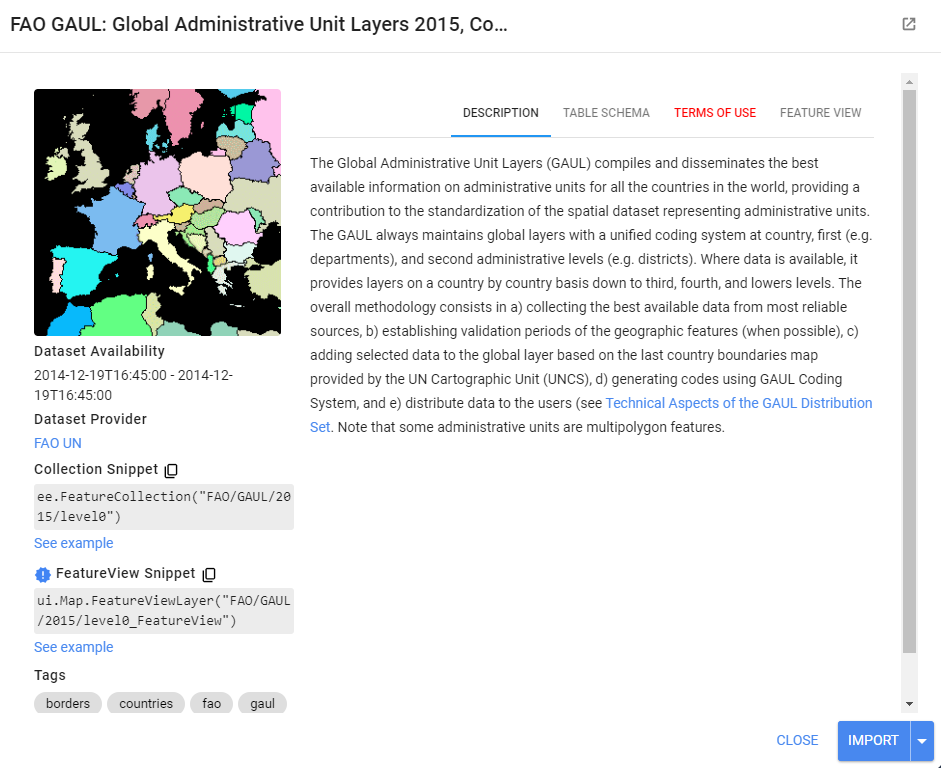 FAO GAUL: Global Administrative Unit Layers 2015, Co...
DESCRIPTION
TABLE SCHEMA
TERMS OF USE
FEATURE VIEW
The Global Administrative Unit Layers (GAUL) compiles and disseminates the best
available information on administrative units for all the countries in the world, providing a
contribution to the standardization of the spatial dataset representing administrative units.
The GAUL always maintains global layers with a unified coding system at country, first (e.g.
departments), and second administrative levels (e.g. districts). Where data is available, it
provides layers on a country by country basis down to third, fourth, and lowers levels. The
overall methodology consists in a) collecting the best available data from most reliable
sources, b) establishing validation periods of the geographic features (when possible), c)
adding selected data to the global layer based on the last country boundaries map
provided by the UN Cartographic Unit (UNCS), d) generating codes using GAUL Coding
System, and e) distribute data to the users (see Technical Aspects of the GAUL Distribution
Set. Note that some administrative units are multipolygon features.
Dataset Availability
2014-12-19T16:45:00 - 2014-12-
19T16:45:00
Dataset Provider
FAO UN
Collection Snippet
ee.FeatureCollection("FAO/GAUL/20
15/level0")
See example
FeatureView Snippet
ui.Map.FeatureViewLayer("FAO/GAUL
/2015/level0_FeatureView")
See example
Tags
borders
countries
fao
gaul
CLOSE
IMPORT